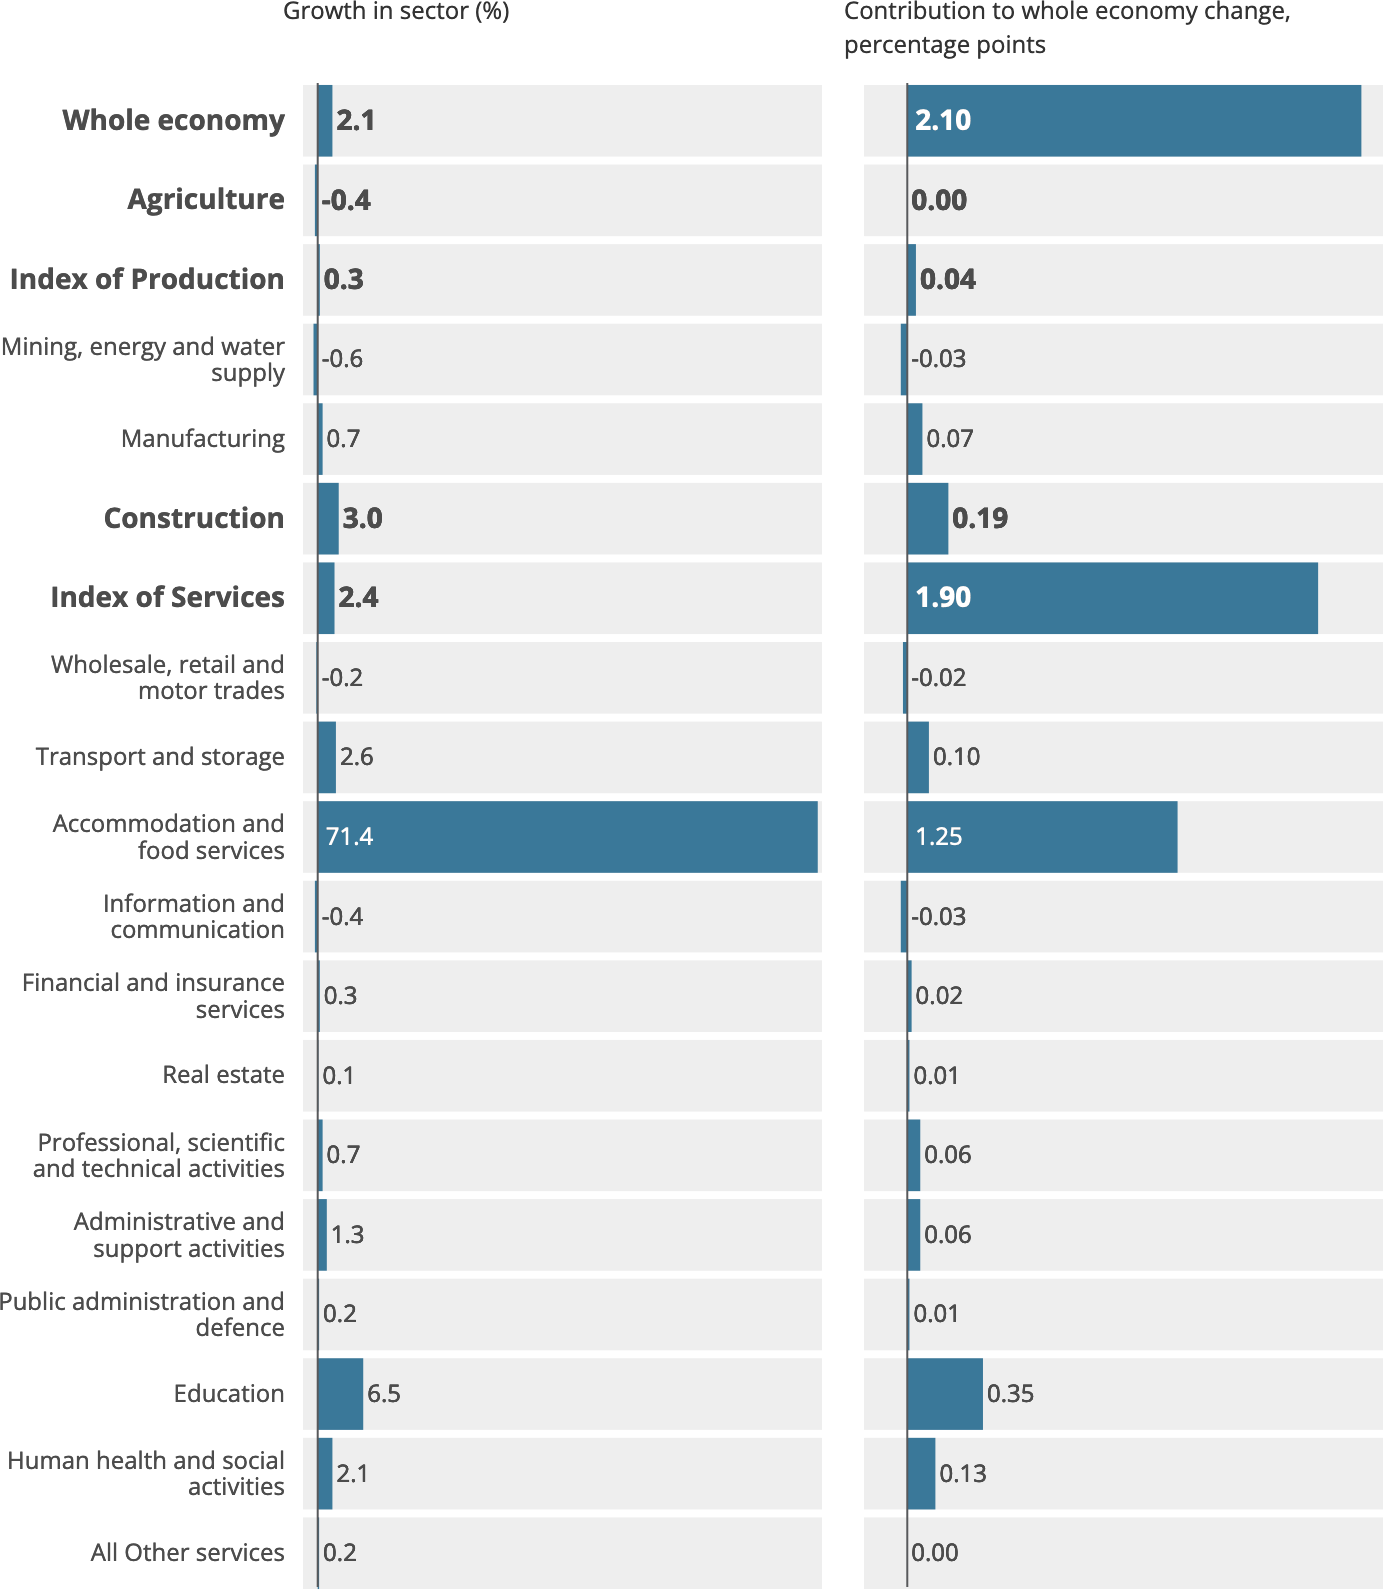 Growth in sector (%)
Contribution to whole economy change,
percentage points
Whole economy
2.1
2.10
Agriculture
-0.4
0.00
Index of Production
0.3
0.04
Mining, energy and water
supply
-0.6
-0.03
Manufacturing
0.7
0.07
Construction
3.0
0.19
Index of Services
2.4
1.90
Wholesale, retail and
motor trades
-0.2
-0.02
Transport and storage
2.6
0.10
Accommodation and
food services
71.4
1.25
Information and
communication
-0.4
-0.03
Financial and insurance
services
0.3
0.02
Real estate
0.1
0.01
Professional, scientific
and technical activities
0.7
0.06
Administrative and
support activities
1.3
0.06
Public administration and
defence
0.2
0.01
Education
6.5
0.35
Human health and social
activities
2.1
0.13
All Other services
0.2
0.00